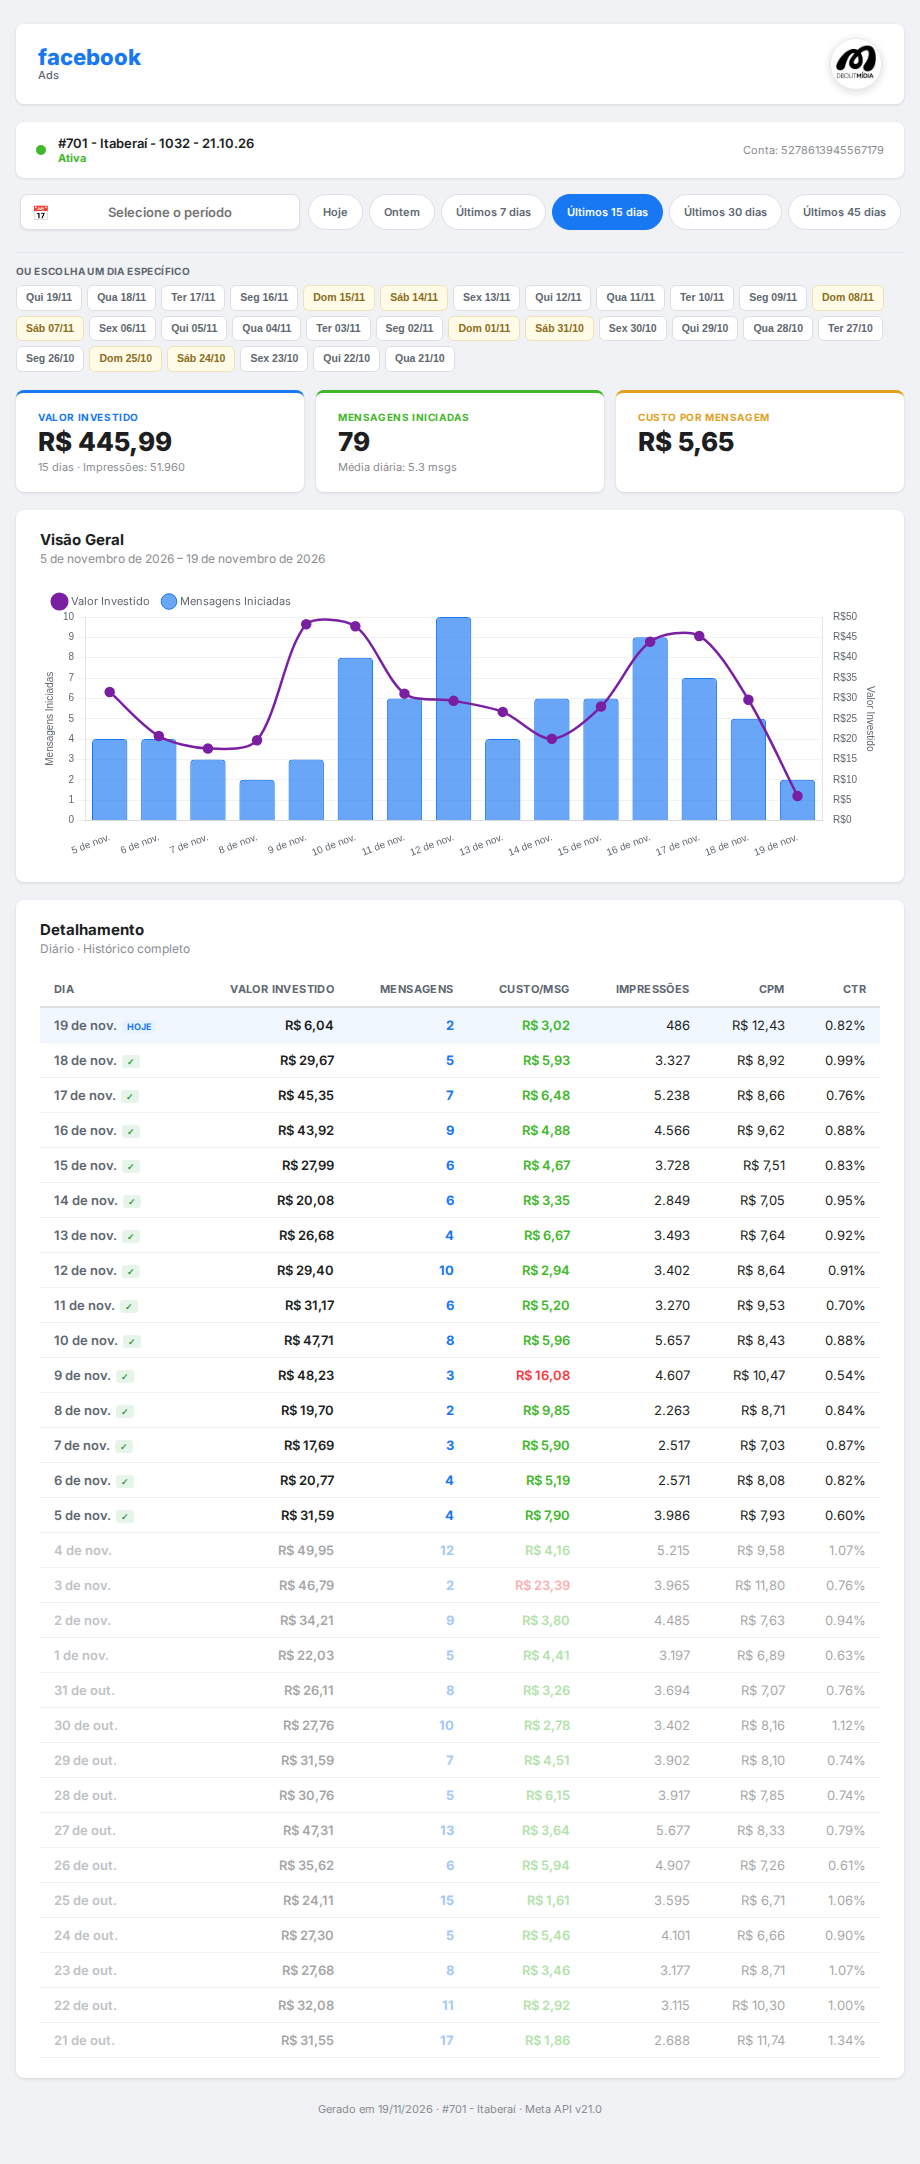 facebook
Ads
DBOUTMÍDIA
#701 - Itaberaí - 1032 - 21.10.26
Ativa
Conta: 5278613945567179
📅 Selecione o período
Hoje Ontem Últimos 7 dias Últimos 15 dias Últimos 30 dias Últimos 45 dias
OU ESCOLHA UM DIA ESPECÍFICO
Qui 19/11 Qua 18/11 Ter 17/11 Seg 16/11 Dom 15/11 Sáb 14/11 Sex 13/11 Qui 12/11 Qua 11/11 Ter 10/11 Seg 09/11 Dom 08/11
Sáb 07/11 Sex 06/11 Qui 05/11 Qua 04/11 Ter 03/11 Seg 02/11 Dom 01/11 Sáb 31/10 Sex 30/10 Qui 29/10 Qua 28/10 Ter 27/10
Seg 26/10 Dom 25/10 Sáb 24/10 Sex 23/10 Qui 22/10 Qua 21/10
VALOR INVESTIDO
R$ 445,99
15 dias · Impressões: 51.960
MENSAGENS INICIADAS
79
Média diária: 5.3 msgs
CUSTO POR MENSAGEM
R$ 5,65
Visão Geral
5 de novembro de 2026 – 19 de novembro de 2026
Valor Investido Mensagens Iniciadas
Mensagens Iniciadas
10
9
8
7
6
5
4
3
2
1
0
R$50
R$45
R$40
R$35
R$30
R$25
R$20
R$15
R$10
R$5
R$0
Valor Investido
5 de nov. 6 de nov. 7 de nov. 8 de nov. 9 de nov. 10 de nov. 11 de nov. 12 de nov. 13 de nov. 14 de nov. 15 de nov. 16 de nov. 17 de nov. 18 de nov. 19 de nov.
Detalhamento
Diário · Histórico completo
DIA VALOR INVESTIDO MENSAGENS CUSTO/MSG IMPRESSÕES CPM CTR
19 de nov. HOJE R$ 6,04 2 R$ 3,02 486 R$ 12,43 0.82%
18 de nov. ✓ R$ 29,67 5 R$ 5,93 3.327 R$ 8,92 0.99%
17 de nov. ✓ R$ 45,35 7 R$ 6,48 5.238 R$ 8,66 0.76%
16 de nov. ✓ R$ 43,92 9 R$ 4,88 4.566 R$ 9,62 0.88%
15 de nov. ✓ R$ 27,99 6 R$ 4,67 3.728 R$ 7,51 0.83%
14 de nov. ✓ R$ 20,08 6 R$ 3,35 2.849 R$ 7,05 0.95%
13 de nov. ✓ R$ 26,68 4 R$ 6,67 3.493 R$ 7,64 0.92%
12 de nov. ✓ R$ 29,40 10 R$ 2,94 3.402 R$ 8,64 0.91%
11 de nov. ✓ R$ 31,17 6 R$ 5,20 3.270 R$ 9,53 0.70%
10 de nov. ✓ R$ 47,71 8 R$ 5,96 5.657 R$ 8,43 0.88%
9 de nov. ✓ R$ 48,23 3 R$ 16,08 4.607 R$ 10,47 0.54%
8 de nov. ✓ R$ 19,70 2 R$ 9,85 2.263 R$ 8,71 0.84%
7 de nov. ✓ R$ 17,69 3 R$ 5,90 2.517 R$ 7,03 0.87%
6 de nov. ✓ R$ 20,77 4 R$ 5,19 2.571 R$ 8,08 0.82%
5 de nov. ✓ R$ 31,59 4 R$ 7,90 3.986 R$ 7,93 0.60%
4 de nov. R$ 49,95 12 R$ 4,16 5.215 R$ 9,58 1.07%
3 de nov. R$ 46,79 2 R$ 23,39 3.965 R$ 11,80 0.76%
2 de nov. R$ 34,21 9 R$ 3,80 4.485 R$ 7,63 0.94%
1 de nov. R$ 22,03 5 R$ 4,41 3.197 R$ 6,89 0.63%
31 de out. R$ 26,11 8 R$ 3,26 3.694 R$ 7,07 0.76%
30 de out. R$ 27,76 10 R$ 2,78 3.402 R$ 8,16 1.12%
29 de out. R$ 31,59 7 R$ 4,51 3.902 R$ 8,10 0.74%
28 de out. R$ 30,76 5 R$ 6,15 3.917 R$ 7,85 0.74%
27 de out. R$ 47,31 13 R$ 3,64 5.677 R$ 8,33 0.79%
26 de out. R$ 35,62 6 R$ 5,94 4.907 R$ 7,26 0.61%
25 de out. R$ 24,11 15 R$ 1,61 3.595 R$ 6,71 1.06%
24 de out. R$ 27,30 5 R$ 5,46 4.101 R$ 6,66 0.90%
23 de out. R$ 27,68 8 R$ 3,46 3.177 R$ 8,71 1.07%
22 de out. R$ 32,08 11 R$ 2,92 3.115 R$ 10,30 1.00%
21 de out. R$ 31,55 17 R$ 1,86 2.688 R$ 11,74 1.34%
Gerado em 19/11/2026 · #701 - Itaberaí · Meta API v21.0